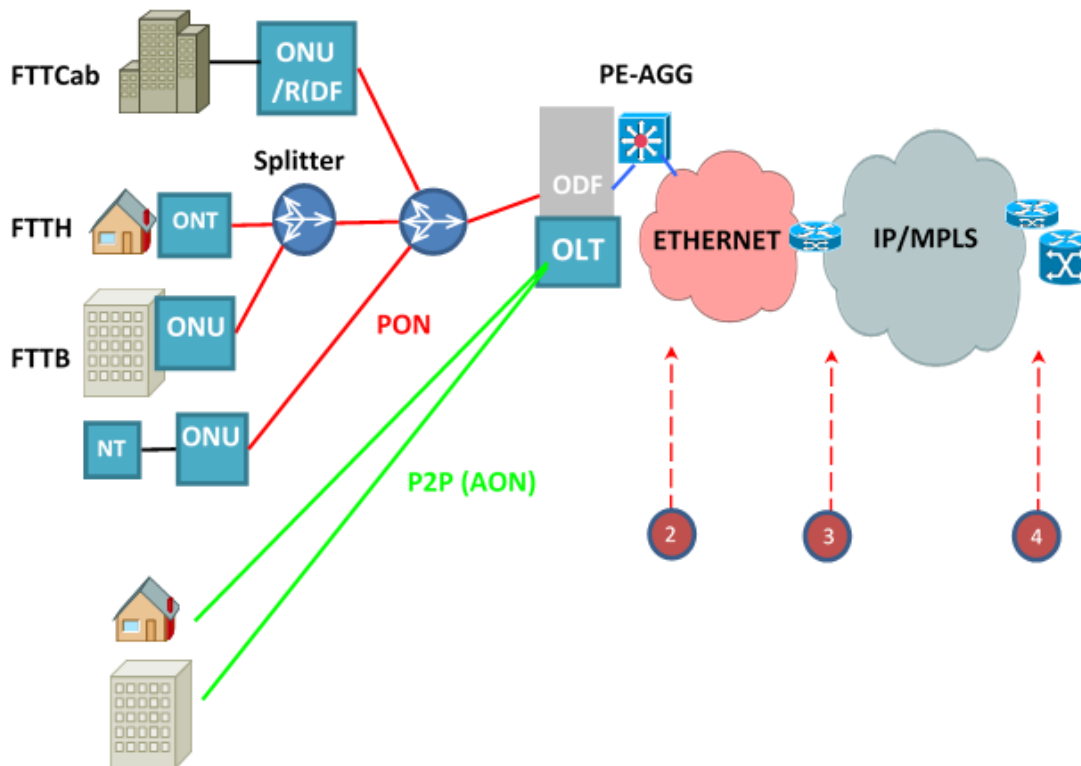 FTTCab
ONU
/R(DF
PE-AGG
Splitter
ODF
FTTH
ONT
OLT
ETHERNET
IP/MPLS
FTTB
ONU
PON
NT
ONU
P2P (AON)
2
3
4